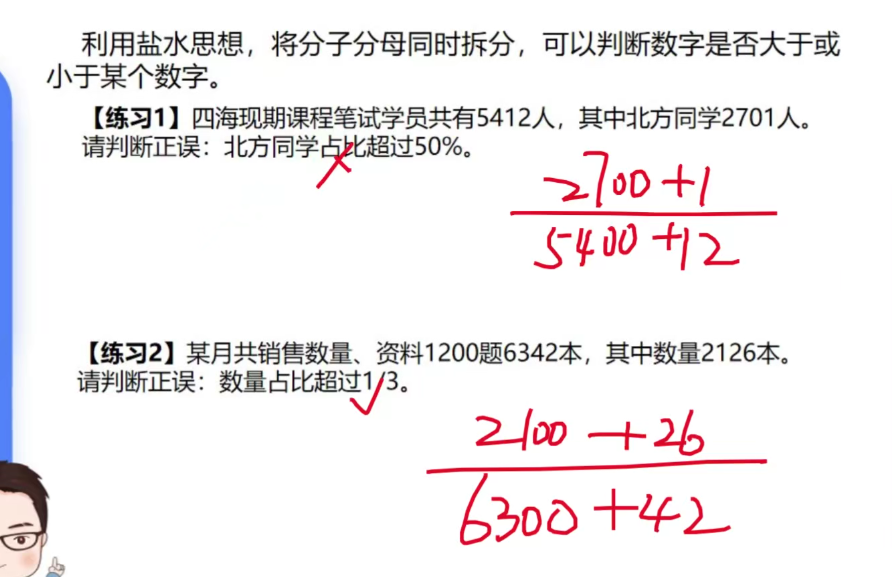 利用盐水思想，将分子分母同时拆分，可以判断数字是否大于或
小于某个数字。
【练习1】四海现期课程笔试学员共有5412人，其中北方同学2701人。
请判断正误：北方同学占比超过50%。
2700+1
5400+12
【练习2】某月共销售数量、资料1200题6342本，其中数量2126本。
请判断正误：数量占比超过1/3。
2100+26
6300+42